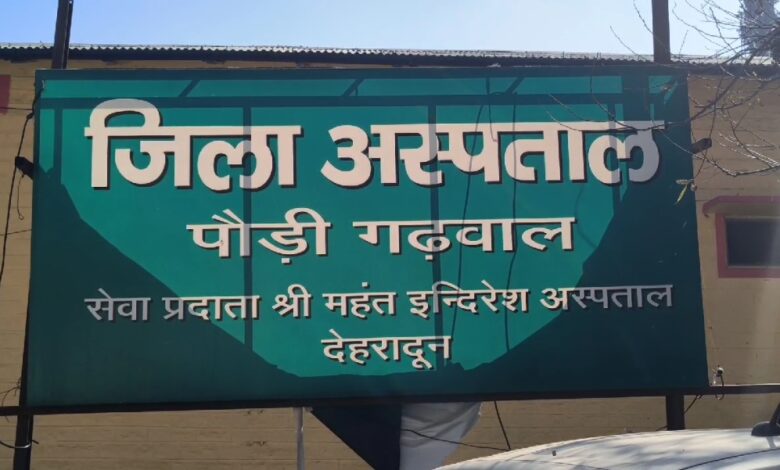 जिला अस्पताल
पौड़ी गढ़वाल
सेवा प्रदाता श्री महंत इन्दिरेश अस्पताल
देहरादून